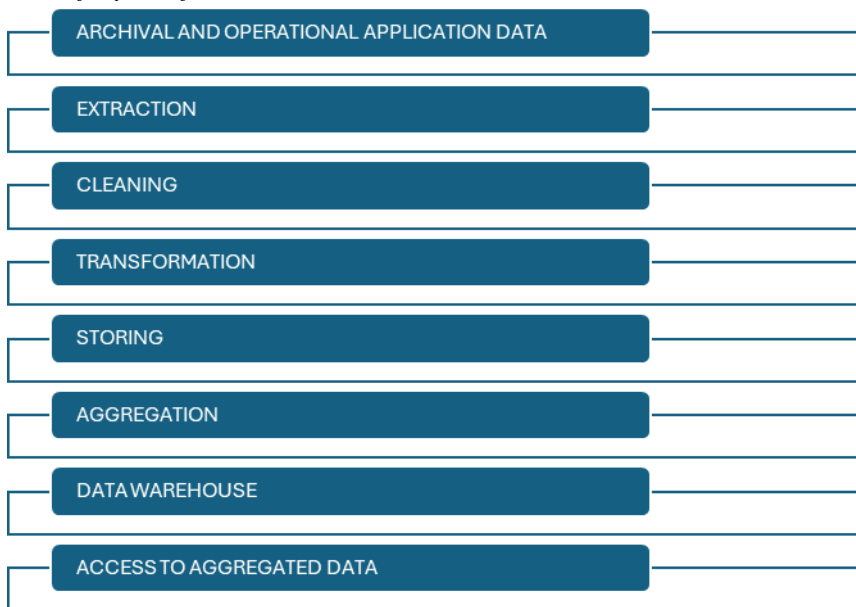 ARCHIVAL AND OPERATIONAL APPLICATION DATA
EXTRACTION
CLEANING
TRANSFORMATION
STORING
AGGREGATION
DATA WAREHOUSE
ACCESS TO AGGREGATED DATA